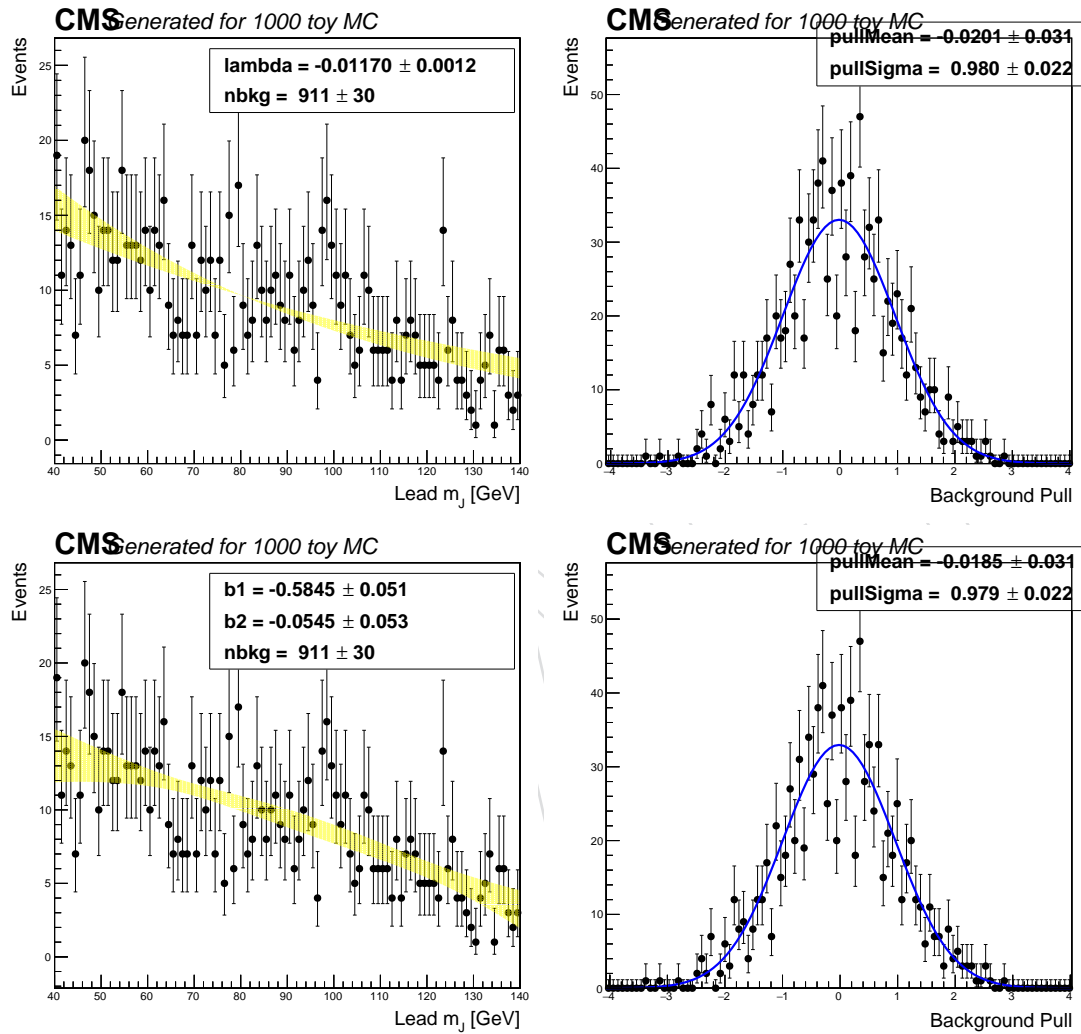 CMS Generated for 1000 toy MC
Events
lambda = -0.01170 ± 0.0012
nbkg = 911 ± 30
25
20
15
10
5
0
40 50 60 70 80 90 100 110 120 130 140
Lead m_J [GeV]
CMS Generated for 1000 toy MC
Events
pullMean = -0.0201 ± 0.031
pullSigma = 0.980 ± 0.022
50
40
30
20
10
0
−4 −3 −2 −1 0 1 2 3 4
Background Pull
CMS Generated for 1000 toy MC
Events
b1 = -0.5845 ± 0.051
b2 = -0.0545 ± 0.053
nbkg = 911 ± 30
25
20
15
10
5
0
40 50 60 70 80 90 100 110 120 130 140
Lead m_J [GeV]
CMS Generated for 1000 toy MC
Events
pullMean = -0.0185 ± 0.031
pullSigma = 0.979 ± 0.022
50
40
30
20
10
0
−4 −3 −2 −1 0 1 2 3 4
Background Pull